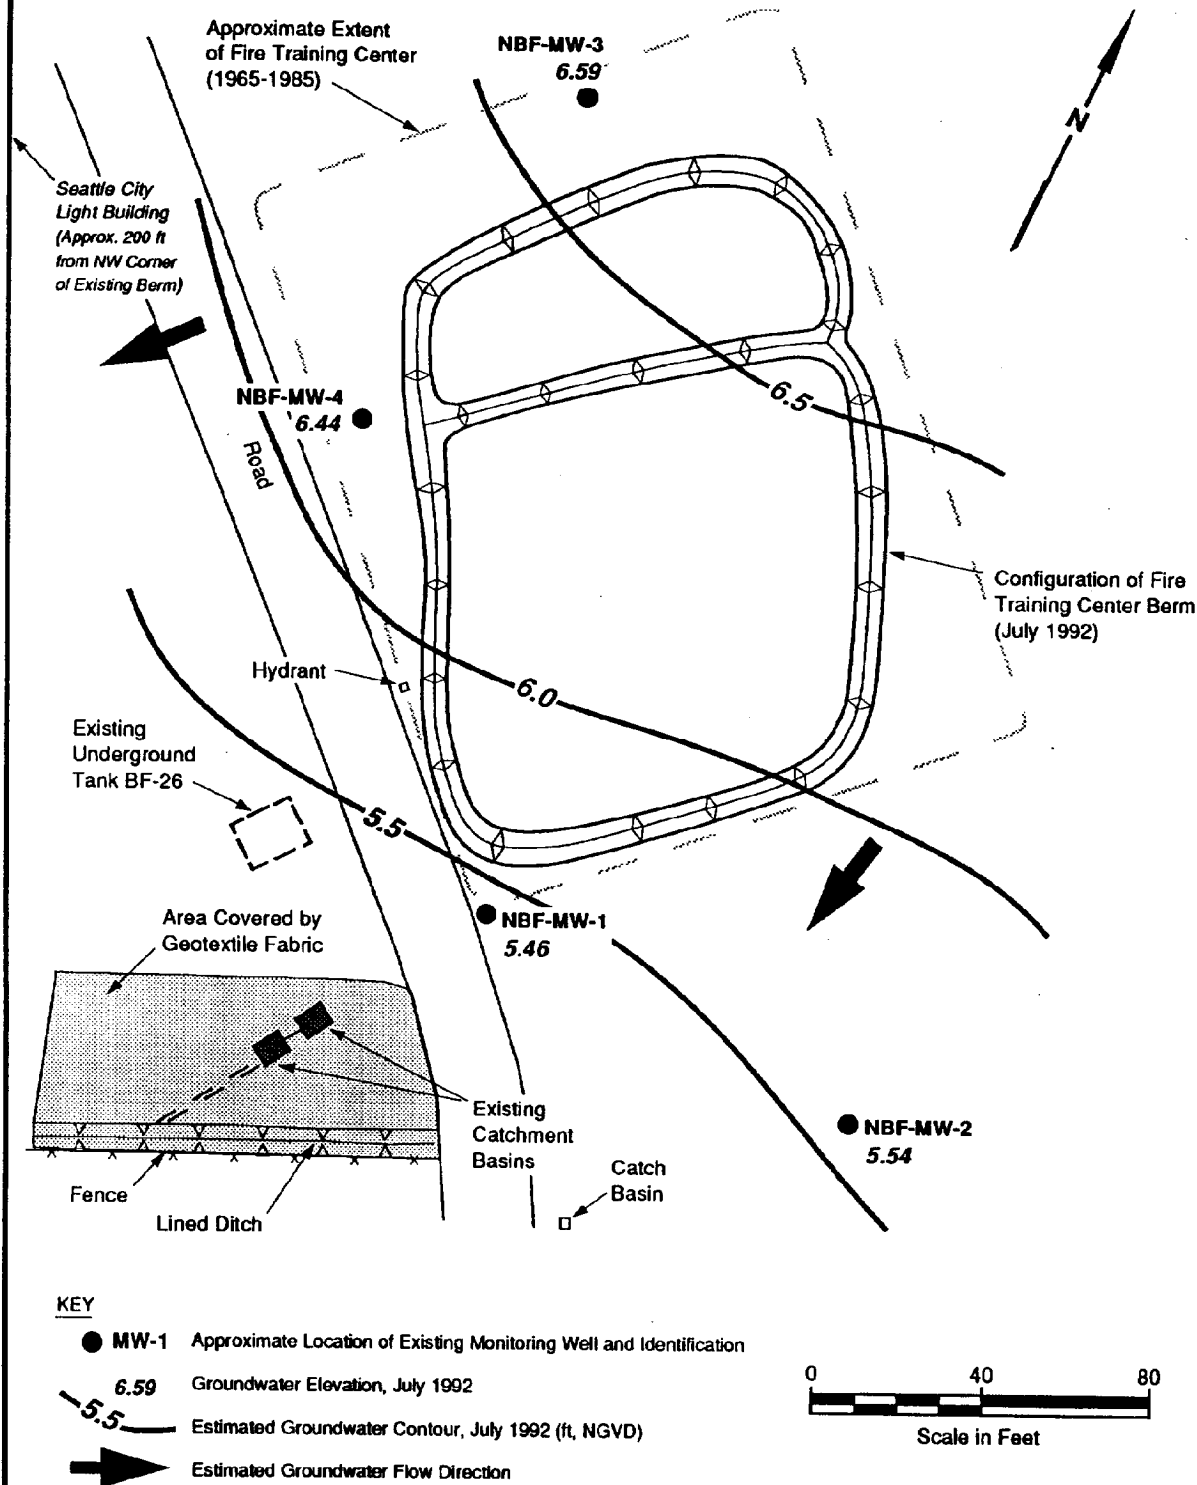 Approximate Extent
of Fire Training Center
(1965-1985)
NBF-MW-3
6.59
N
Seattle City
Light Building
(Approx. 200 ft
from NW Corner
of Existing Berm)
NBF-MW-4
6.44
Road
6.5
Configuration of Fire
Training Center Berm
(July 1992)
Hydrant
6.0
Existing
Underground
Tank BF-26
5.5
Area Covered by
Geotextile Fabric
NBF-MW-1
5.46
Existing
Catchment
Basins
NBF-MW-2
5.54
Catch
Basin
Fence
Lined Ditch
KEY
MW-1 Approximate Location of Existing Monitoring Well and Identification
6.59 Groundwater Elevation, July 1992
5.5 Estimated Groundwater Contour, July 1992 (ft, NGVD)
Estimated Groundwater Flow Direction
0 40 80
Scale in Feet